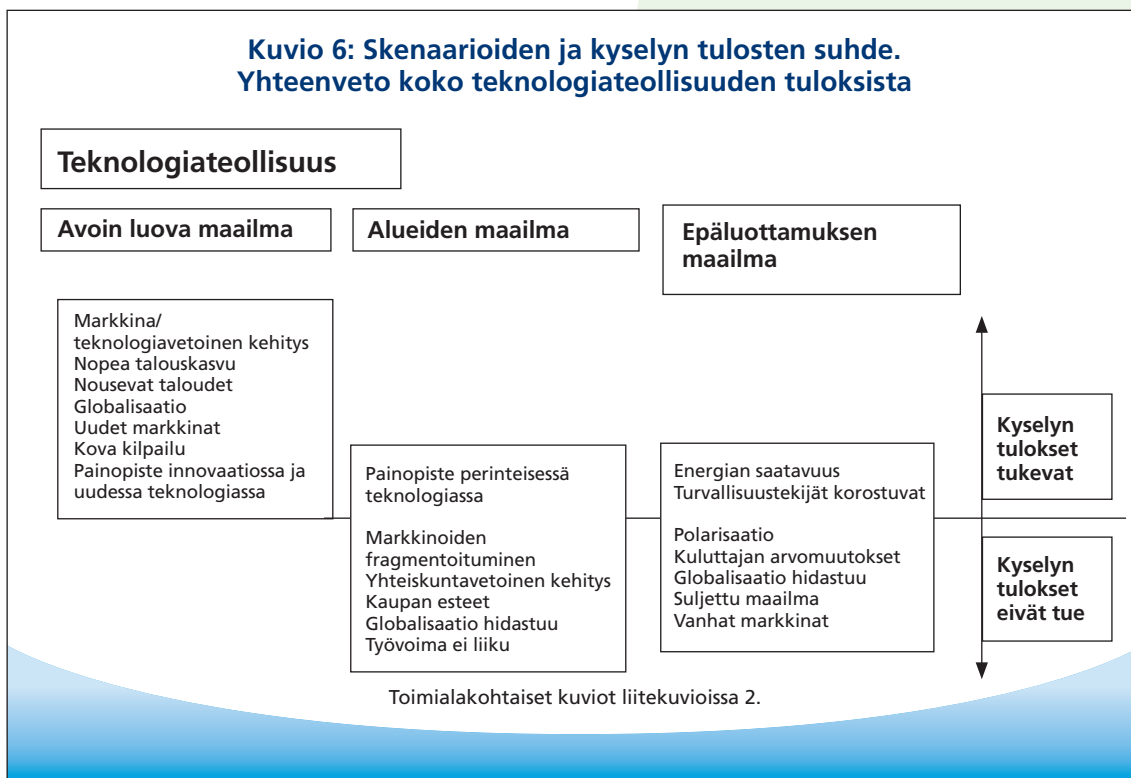 Kuvio 6: Skenaarioiden ja kyselyn tulosten suhde.
Yhteenveto koko teknologiateollisuuden tuloksista
Teknologiateollisuus
Avoin luova maailma
Alueiden maailma
Epäluottamuksen
maailma
Markkina/
teknologiavetoinen kehitys
Nopea talouskasvu
Nousevat taloudet
Globalisaatio
Uudet markkinat
Kova kilpailu
Painopiste innovaatiossa ja
uudessa teknologiassa
Painopiste perinteisessä
teknologiassa
Markkinoiden
fragmentoituminen
Yhteiskuntavetoinen kehitys
Kaupan esteet
Globalisaatio hidastuu
Työvoima ei liiku
Energian saatavuus
Turvallisuustekijät korostuvat
Polarisaatio
Kuluttajan arvomuutokset
Globalisaatio hidastuu
Suljettu maailma
Vanhat markkinat
Kyselyn
tulokset
tukevat
Kyselyn
tulokset
eivät tue
Toimialakohtaiset kuviot liitekuvioissa 2.